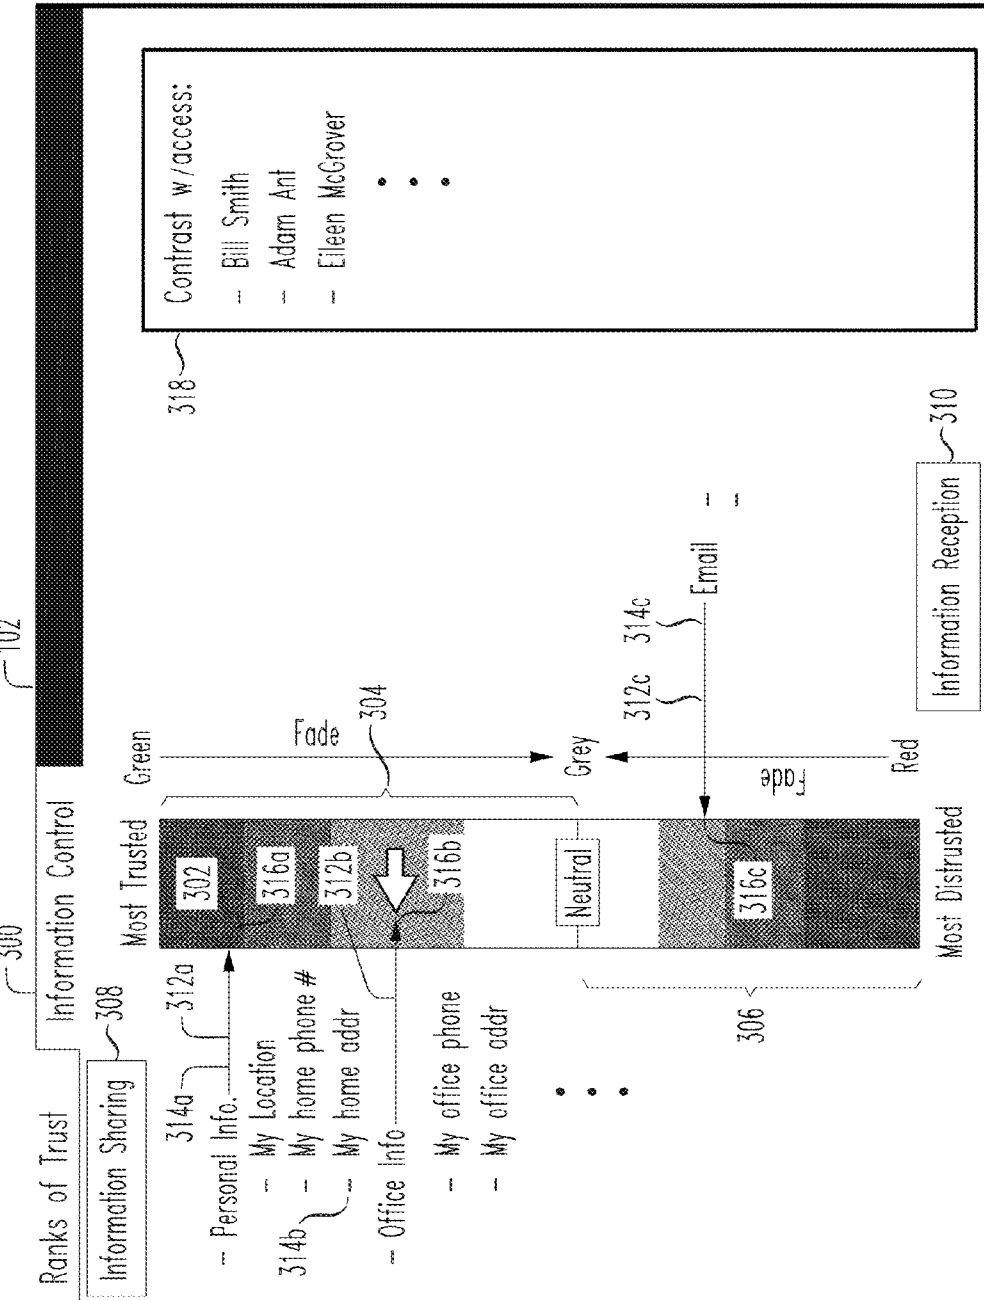 300
102
Ranks of Trust
Information Control
Information Sharing
308
Most Trusted
Green
314a
312a
- Personal Info.
- My Location
- My home phone #
- My home addr
314b
- Office Info
- My office phone
- My office addr
302
316a
312b
316b
Neutral
316c
Most Distrusted
306
Fade
304
Grey
Fade
Red
312c
314c
Email
Information Reception
310
318
Contrast w/access:
- Bill Smith
- Adam Ant
- Eileen McGrover